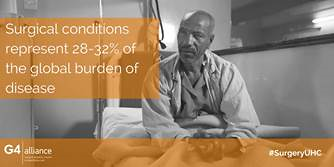 Surgical conditions
represent 28-32% of
the global burden of
disease
G4 alliance
#SurgeryUHC